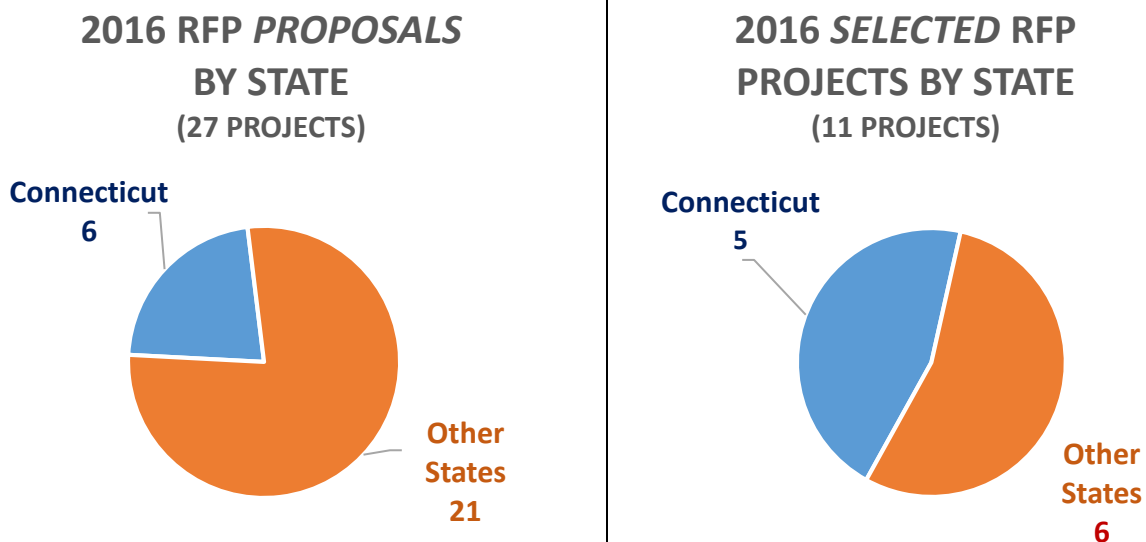 2016 RFP PROPOSALS
BY STATE
(27 PROJECTS)
Connecticut
6
Other
States
21
2016 SELECTED RFP
PROJECTS BY STATE
(11 PROJECTS)
Connecticut
5
Other
States
6